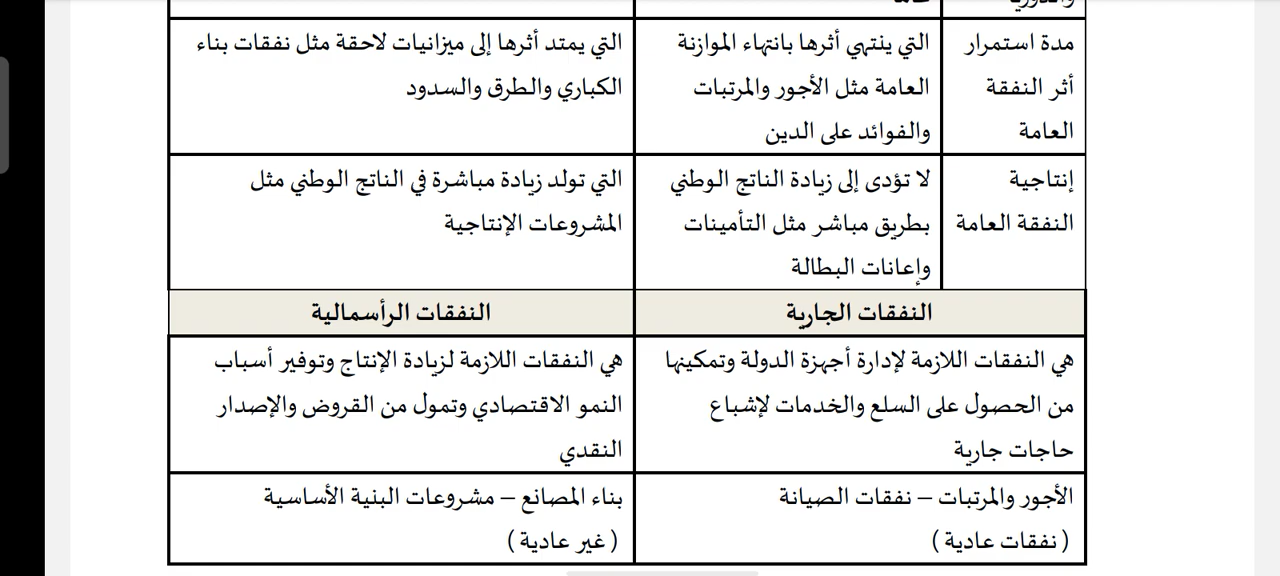 مدة استمرار
أثر النفقة
العامة
التي ينتهي أثرها بانتهاء الموازنة
العامة مثل الأجور والمرتبات
والفوائد على الدين
التي يمتد أثرها إلى ميزانيات لاحقة مثل نفقات بناء
الكباري والطرق والسدود
إنتاجية
النفقة العامة
لا تؤدى إلى زيادة الناتج الوطني
بطريق مباشر مثل التأمينات
وإعانات البطالة
التي تولد زيادة مباشرة في الناتج الوطني مثل
المشروعات الإنتاجية
النفقات الجارية
النفقات الرأسمالية
هي النفقات اللازمة لإدارة أجهزة الدولة وتمكينها
من الحصول على السلع والخدمات لإشباع
حاجات جارية
هي النفقات اللازمة لزيادة الإنتاج وتوفير أسباب
النمو الاقتصادي وتمول من القروض والإصدار
النقدي
الأجور والمرتبات – نفقات الصيانة
( نفقات عادية )
بناء المصانع – مشروعات البنية الأساسية
( غير عادية )